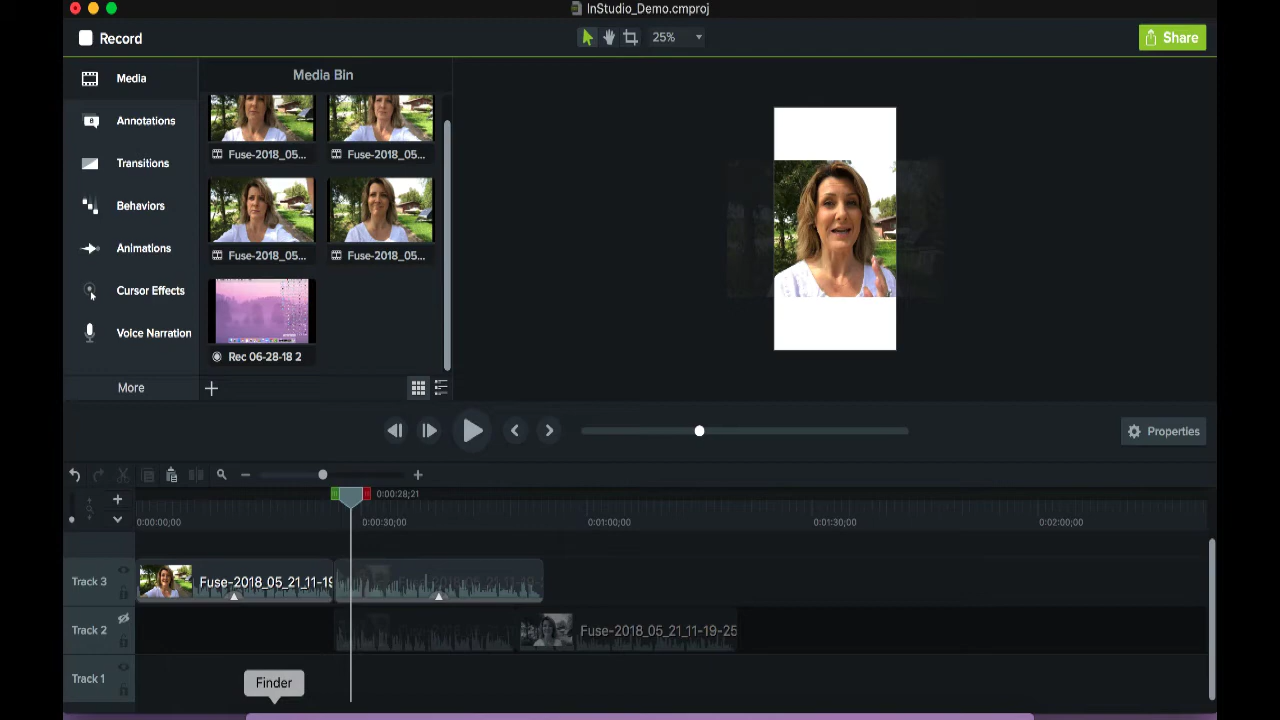 InStudio_Demo.cmproj
Record
25%
Share
Media
Media Bin
Annotations
Transitions
Behaviors
Animations
Cursor Effects
Voice Narration
More
Fuse-2018_05...
Fuse-2018_05...
Fuse-2018_05...
Fuse-2018_05...
Rec 06-28-18 2
Properties
0:00:28;21
0:00:00;00
0:00:30;00
0:01:00;00
0:01:30;00
0:02:00;00
Track 3
Fuse-2018_05_21_11-19
Track 2
Fuse-2018_05_21_11-19-25
Track 1
Finder